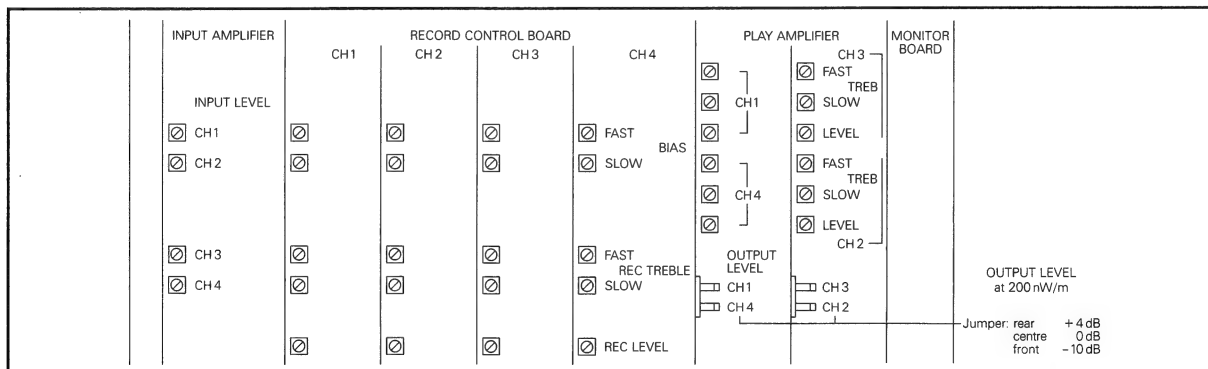 INPUT AMPLIFIER
RECORD CONTROL BOARD
PLAY AMPLIFIER
MONITOR
BOARD
CH1
CH2
CH3
CH4
INPUT LEVEL
CH1
CH2
CH3
CH4
FAST
BIAS
SLOW
FAST
REC TREBLE
SLOW
REC LEVEL
CH1
CH4
OUTPUT
LEVEL
CH1
CH4
CH3
FAST
TREB
SLOW
LEVEL
FAST
TREB
SLOW
LEVEL
CH2
CH3
CH2
OUTPUT LEVEL
at 200 nW/m
Jumper: rear +4 dB
centre 0 dB
front -10 dB